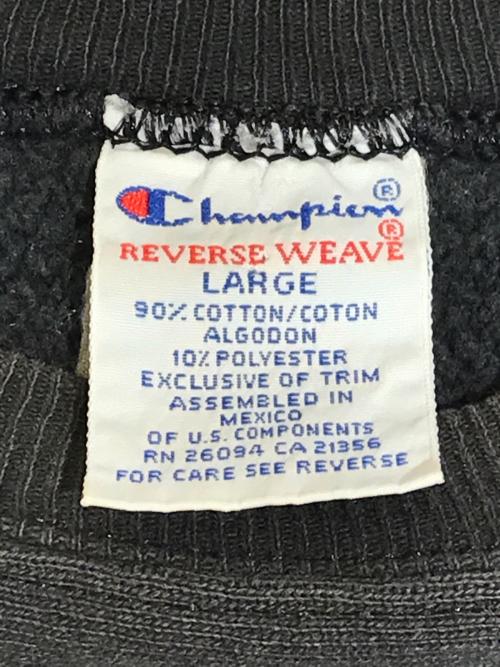 Champion®
REVERSE WEAVE®
LARGE
90% COTTON/COTON
ALGODON
10% POLYESTER
EXCLUSIVE OF TRIM
ASSEMBLED IN
MEXICO
OF U.S. COMPONENTS
RN 26094 CA 21356
FOR CARE SEE REVERSE